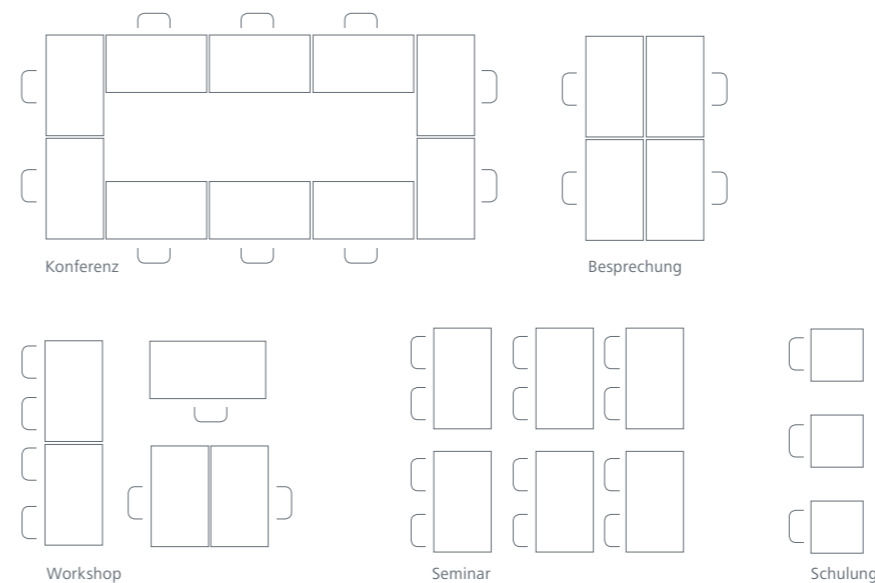 Konferenz
Besprechung
Workshop
Seminar
Schulung